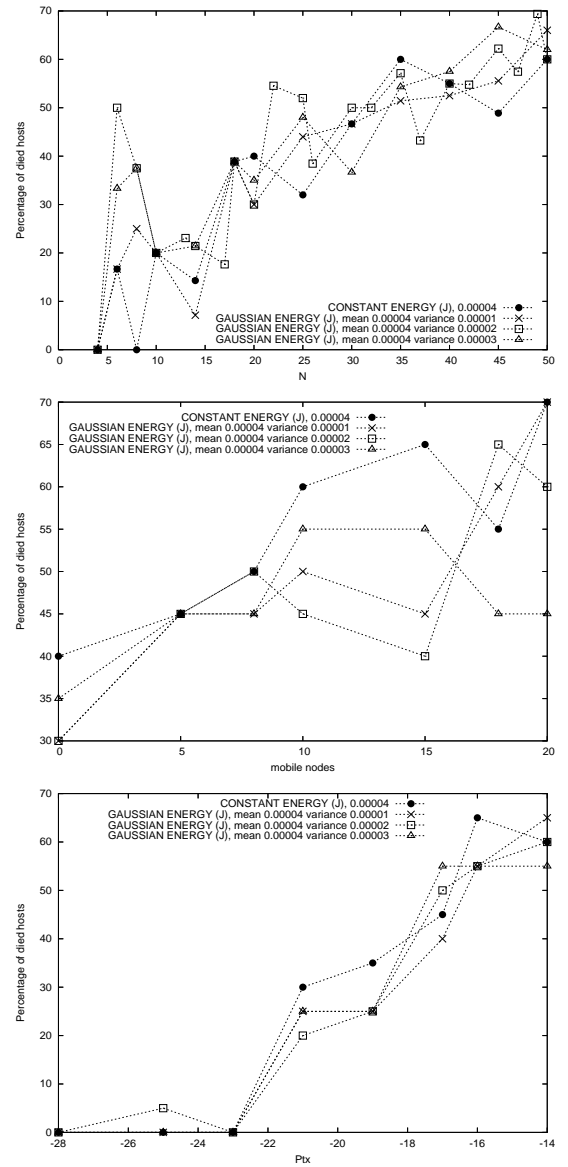 70
60
50
40
30
20
10
0
Percentage of died hosts
CONSTANT ENERGY (J), 0.00004
GAUSSIAN ENERGY (J), mean 0.00004 variance 0.00001
GAUSSIAN ENERGY (J), mean 0.00004 variance 0.00002
GAUSSIAN ENERGY (J), mean 0.00004 variance 0.00003
0 5 10 15 20 25 30 35 40 45 50
N
70
65
60
55
50
45
40
35
30
Percentage of died hosts
CONSTANT ENERGY (J), 0.00004
GAUSSIAN ENERGY (J), mean 0.00004 variance 0.00001
GAUSSIAN ENERGY (J), mean 0.00004 variance 0.00002
GAUSSIAN ENERGY (J), mean 0.00004 variance 0.00003
0 5 10 15 20
mobile nodes
70
60
50
40
30
20
10
0
Percentage of died hosts
CONSTANT ENERGY (J), 0.00004
GAUSSIAN ENERGY (J), mean 0.00004 variance 0.00001
GAUSSIAN ENERGY (J), mean 0.00004 variance 0.00002
GAUSSIAN ENERGY (J), mean 0.00004 variance 0.00003
-28 -26 -24 -22 -20 -18 -16 -14
Ptx